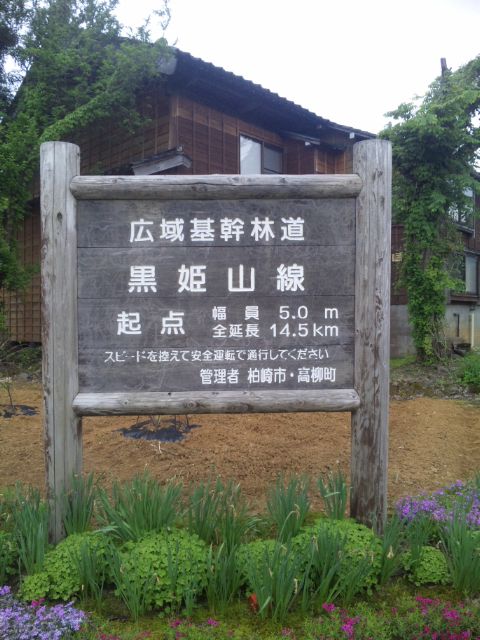 広域基幹林道
黒姫山線
起点 幅員 5.0 m
全延長 14.5km
スピードを控えて安全運転で通行してください
管理者 柏崎市・高柳町